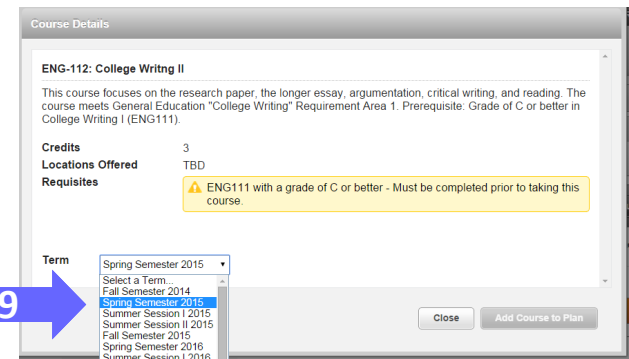 Course Details
ENG-112: College Writng II
This course focuses on the research paper, the longer essay, argumentation, critical writing, and reading. The
course meets General Education "College Writing" Requirement Area 1. Prerequisite: Grade of C or better in
College Writing I (ENG111).
Credits 3
Locations Offered TBD
Requisites ENG111 with a grade of C or better - Must be completed prior to taking this
course.
Term Spring Semester 2015
Select a Term...
Fall Semester 2014
9 Spring Semester 2015
Summer Session I 2015
Summer Session II 2015
Fall Semester 2015
Spring Semester 2016
Summer Session I 2016
Close Add Course to Plan